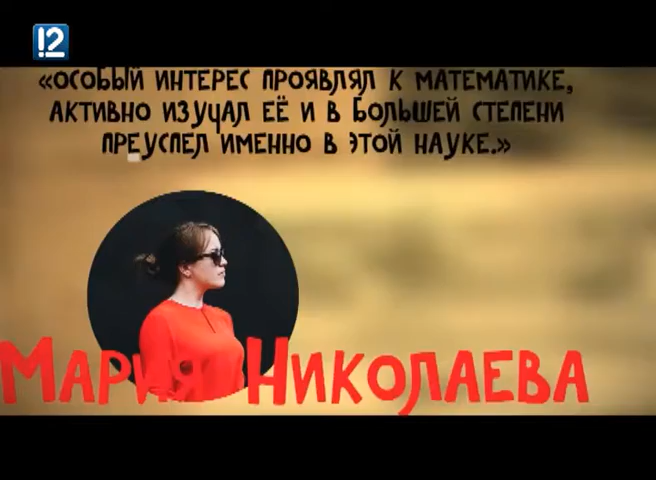 12
«ОСОБЫЙ ИНТЕРЕС ПРОЯВЛЯЛ К МАТЕМАТИКЕ,
АКТИВНО ИЗУЧАЛ ЕЁ И В БОЛЬШЕЙ СТЕПЕНИ
ПРЕУСПЕЛ ИМЕННО В ЭТОЙ НАУКЕ.»
МАРИЯ НИКОЛАЕВА